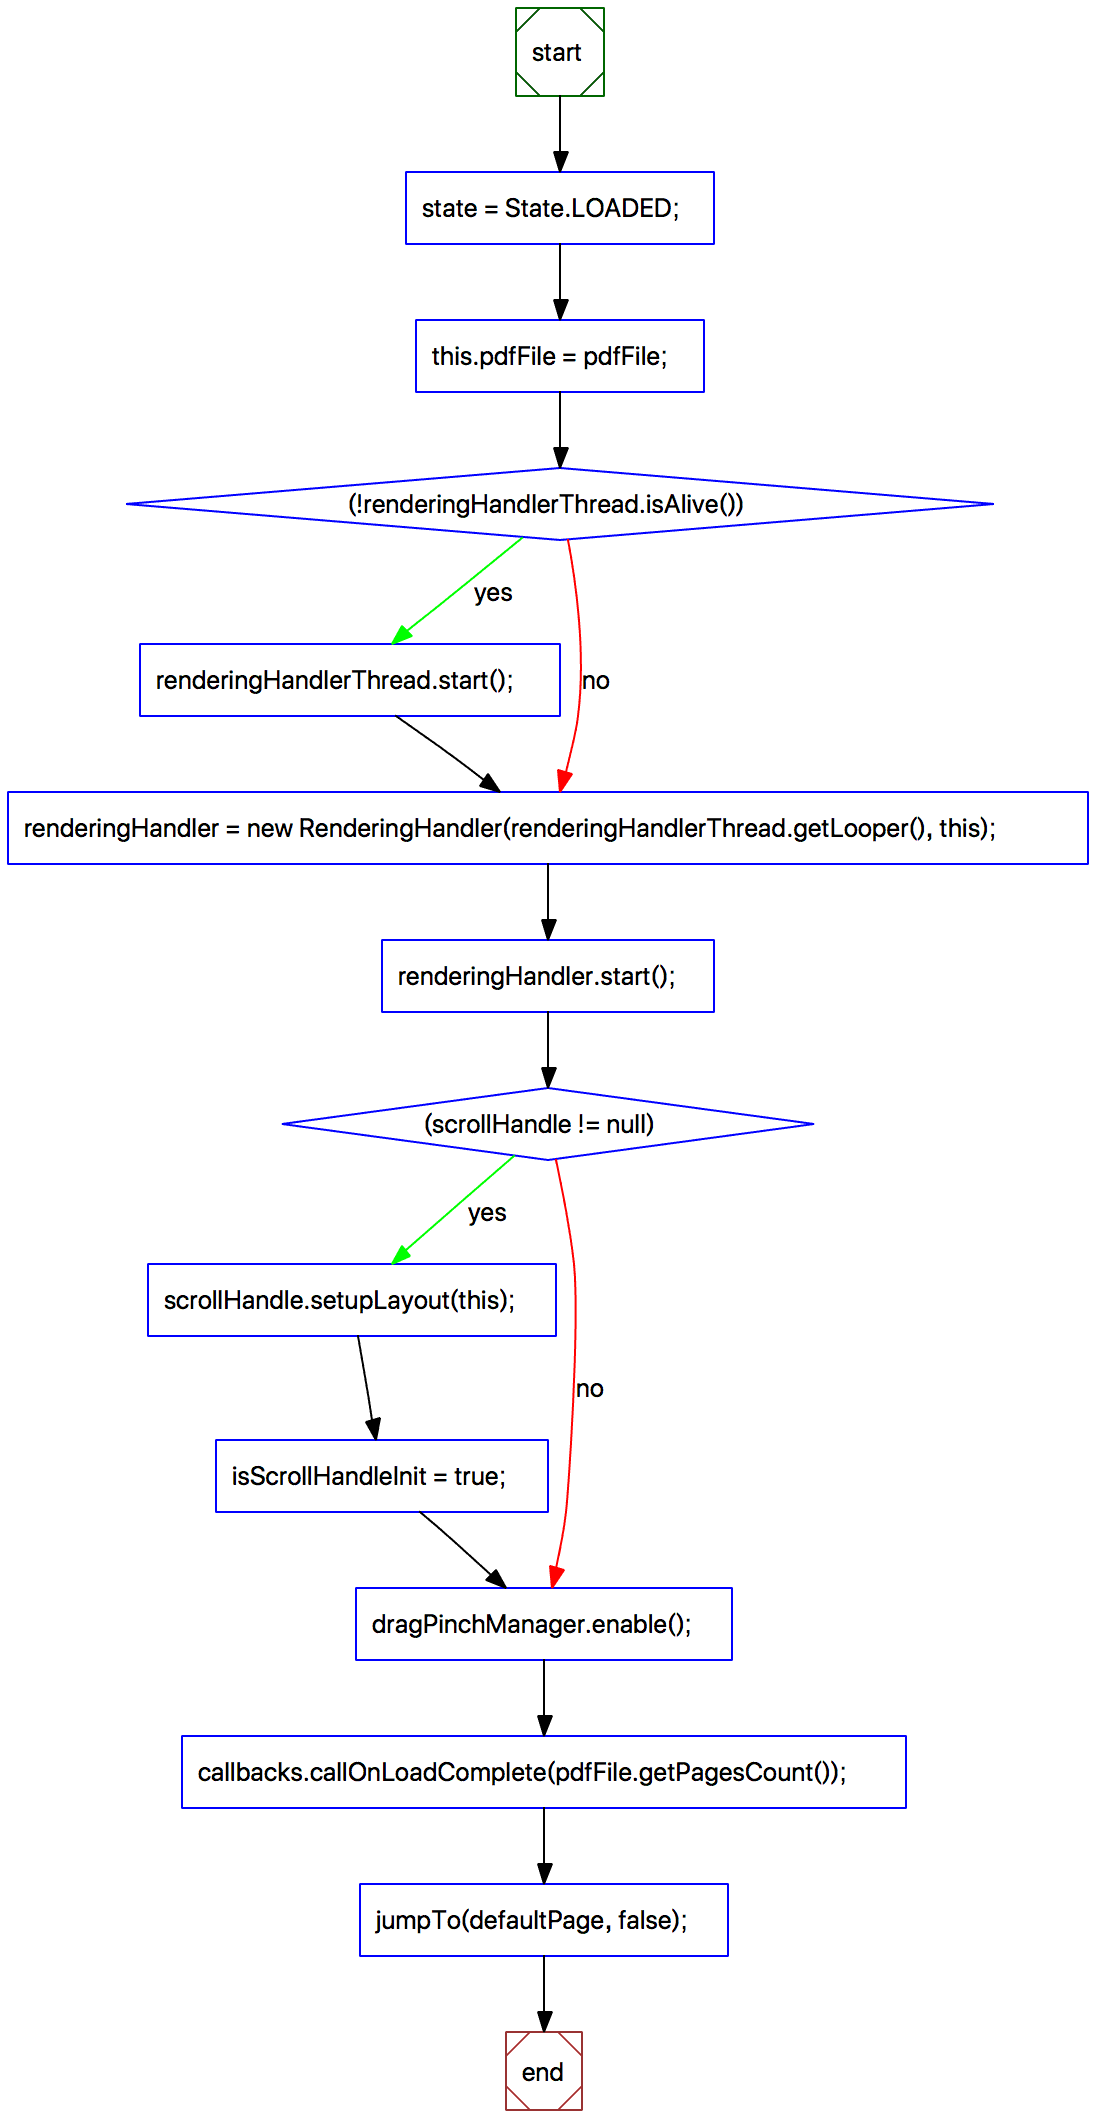 start
state = State.LOADED;
this.pdfFile = pdfFile;
(!renderingHandlerThread.isAlive())
yes
renderingHandlerThread.start();
no
renderingHandler = new RenderingHandler(renderingHandlerThread.getLooper(), this);
renderingHandler.start();
(scrollHandle != null)
yes
scrollHandle.setupLayout(this);
no
isScrollHandleInit = true;
dragPinchManager.enable();
callbacks.callOnLoadComplete(pdfFile.getPagesCount());
jumpTo(defaultPage, false);
end